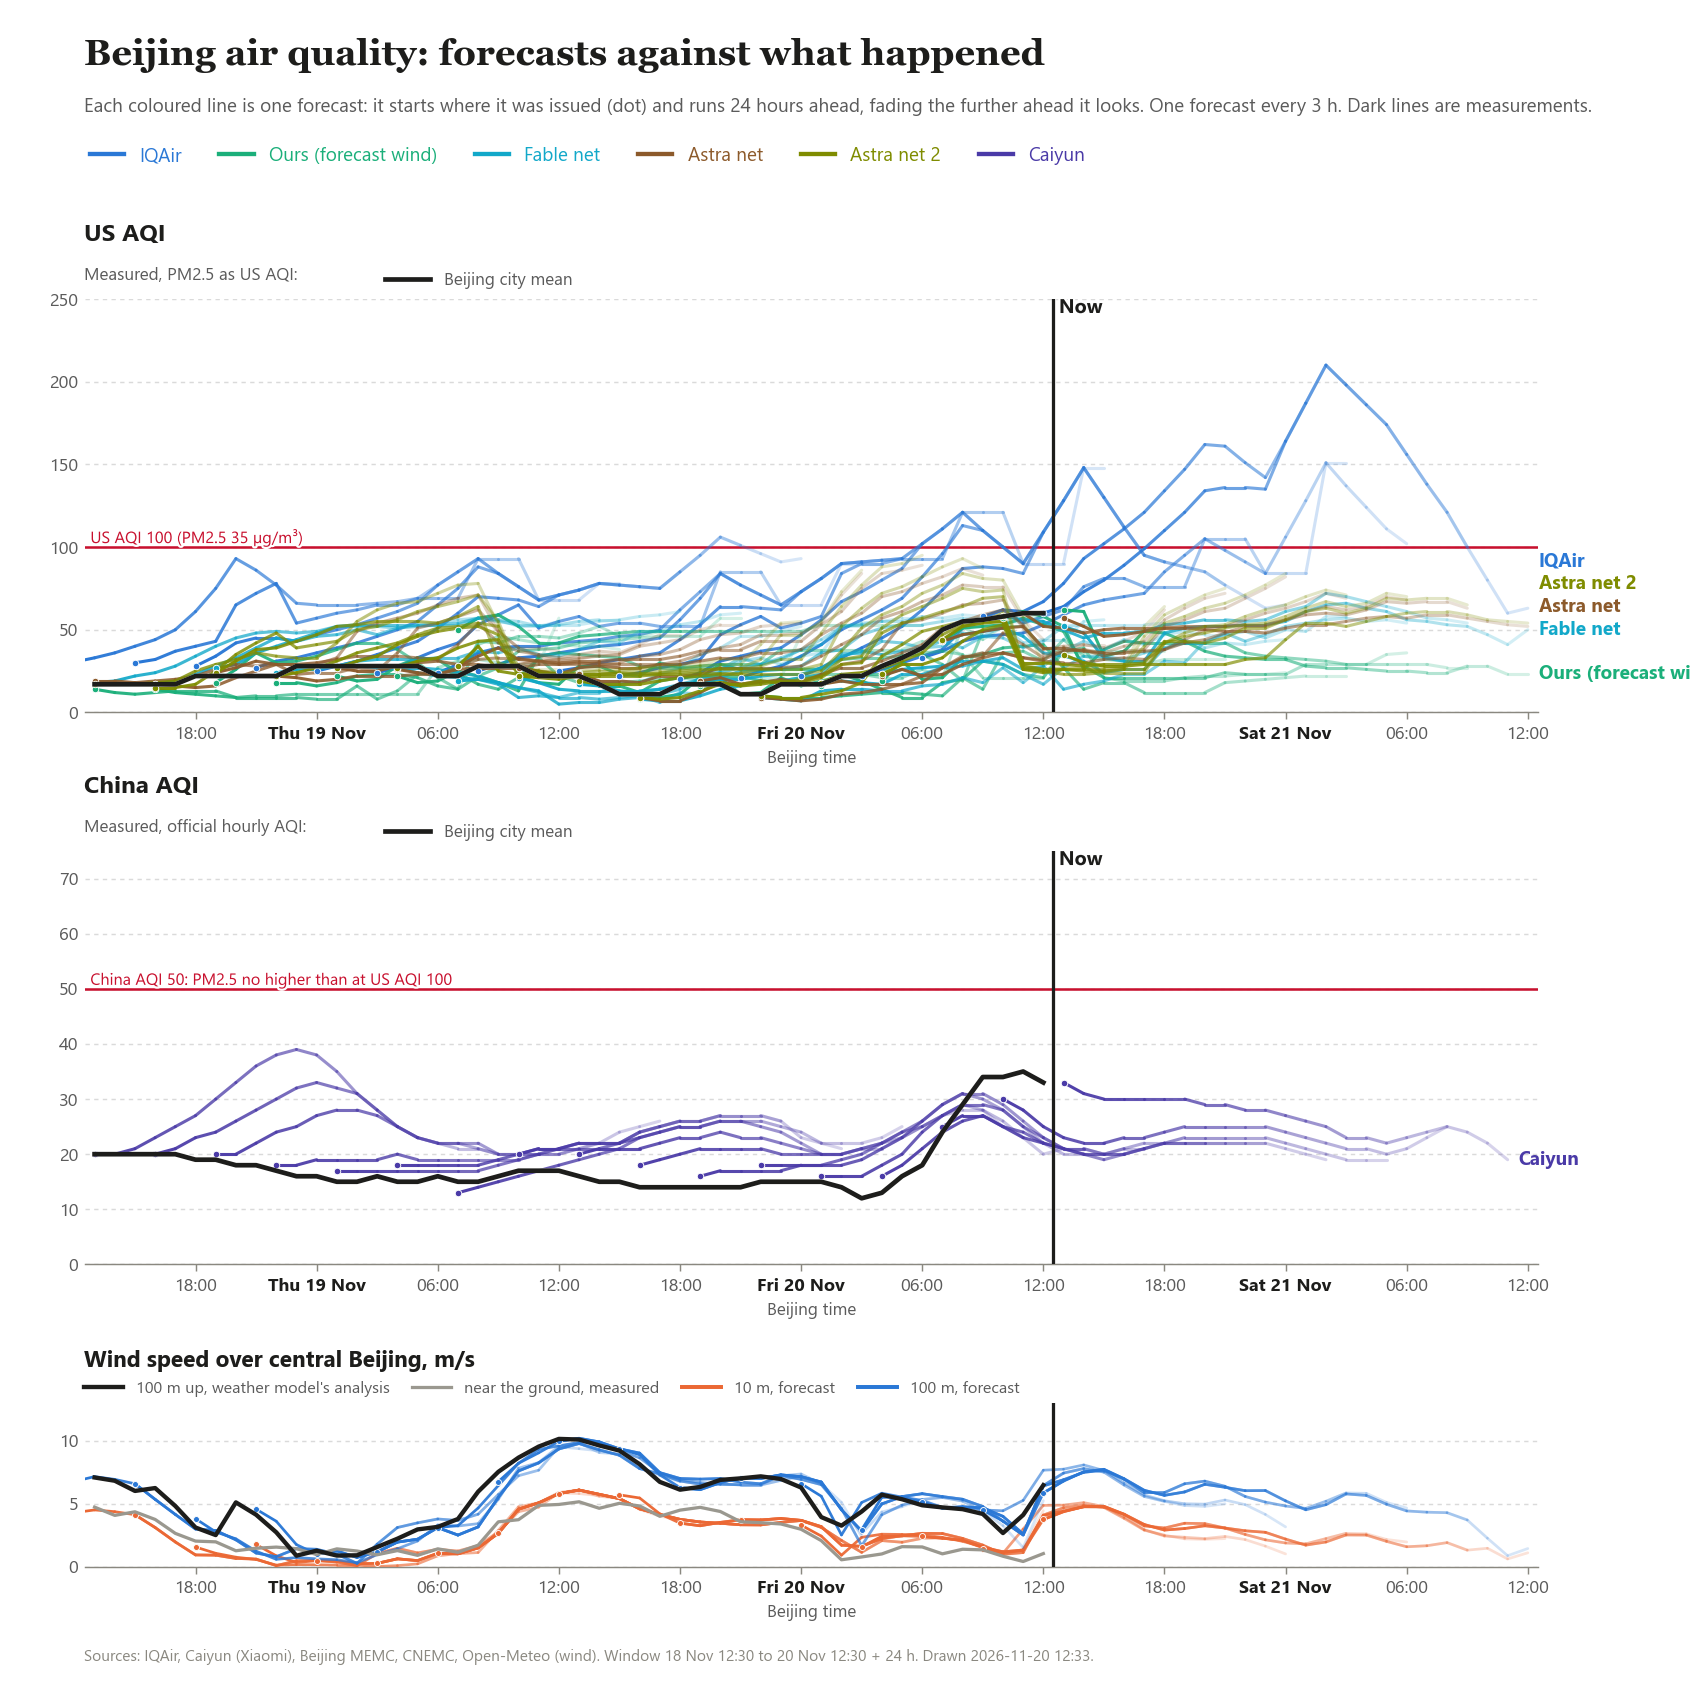 Beijing air quality: forecasts against what happened
Each coloured line is one forecast: it starts where it was issued (dot) and runs 24 hours ahead, fading the further ahead it looks. One forecast every 3 h. Dark lines are measurements.
IQAir Ours (forecast wind) Fable net Astra net Astra net 2 Caiyun
US AQI
Measured, PM2.5 as US AQI: Beijing city mean
250
Now
200
150
US AQI 100 (PM2.5 35 µg/m³)
100
IQAir
Astra net 2
Astra net
50
Fable net
Ours (forecast wi
0
18:00 Thu 19 Nov 06:00 12:00 18:00 Fri 20 Nov 06:00 12:00 18:00 Sat 21 Nov 06:00 12:00
Beijing time
China AQI
Measured, official hourly AQI: Beijing city mean
Now
70
60
China AQI 50: PM2.5 no higher than at US AQI 100
50
40
30
20
Caiyun
10
0
18:00 Thu 19 Nov 06:00 12:00 18:00 Fri 20 Nov 06:00 12:00 18:00 Sat 21 Nov 06:00 12:00
Beijing time
Wind speed over central Beijing, m/s
100 m up, weather model's analysis near the ground, measured 10 m, forecast 100 m, forecast
10
5
0
18:00 Thu 19 Nov 06:00 12:00 18:00 Fri 20 Nov 06:00 12:00 18:00 Sat 21 Nov 06:00 12:00
Beijing time
Sources: IQAir, Caiyun (Xiaomi), Beijing MEMC, CNEMC, Open-Meteo (wind). Window 18 Nov 12:30 to 20 Nov 12:30 + 24 h. Drawn 2026-11-20 12:33.